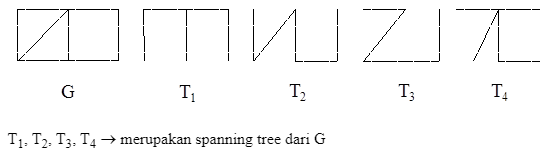 G T₁ T₂ T₃ T₄
T₁, T₂, T₃, T₄ → merupakan spanning tree dari G